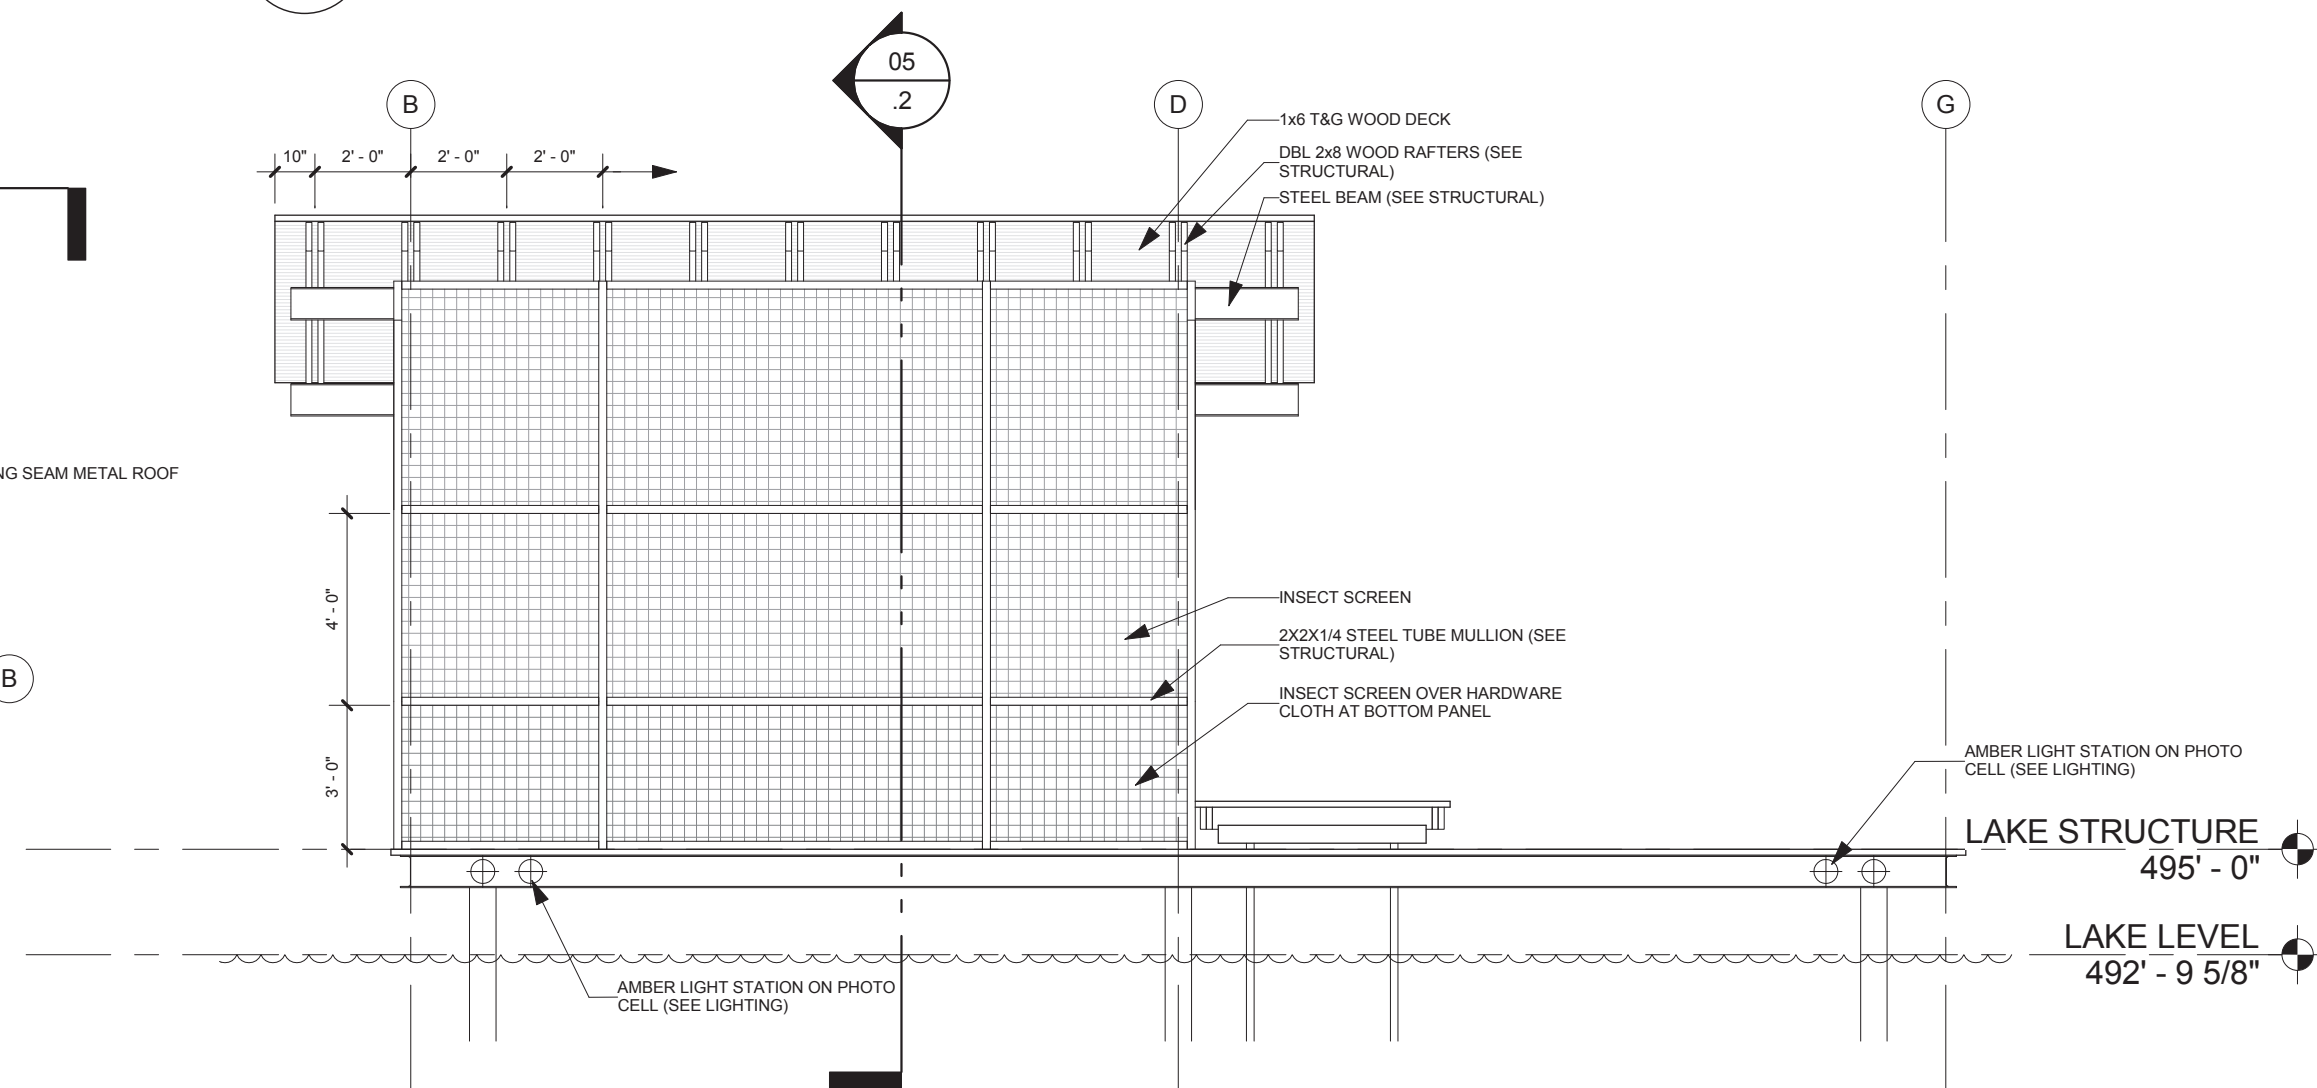 05
.2
B
D
G
10"
2' - 0"
2' - 0"
2' - 0"
1x6 T&G WOOD DECK
DBL 2x8 WOOD RAFTERS (SEE
STRUCTURAL)
STEEL BEAM (SEE STRUCTURAL)
NG SEAM METAL ROOF
4' - 0"
INSECT SCREEN
2X2X1/4 STEEL TUBE MULLION (SEE
STRUCTURAL)
B
INSECT SCREEN OVER HARDWARE
CLOTH AT BOTTOM PANEL
3' - 0"
AMBER LIGHT STATION ON PHOTO
CELL (SEE LIGHTING)
LAKE STRUCTURE
495' - 0"
LAKE LEVEL
492' - 9 5/8"
AMBER LIGHT STATION ON PHOTO
CELL (SEE LIGHTING)